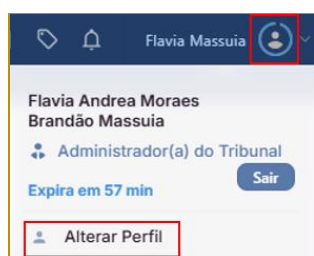 Flavia Massuia
Flavia Andrea Moraes
Brandão Massuia
Administrador(a) do Tribunal
Expira em 57 min
Sair
Alterar Perfil